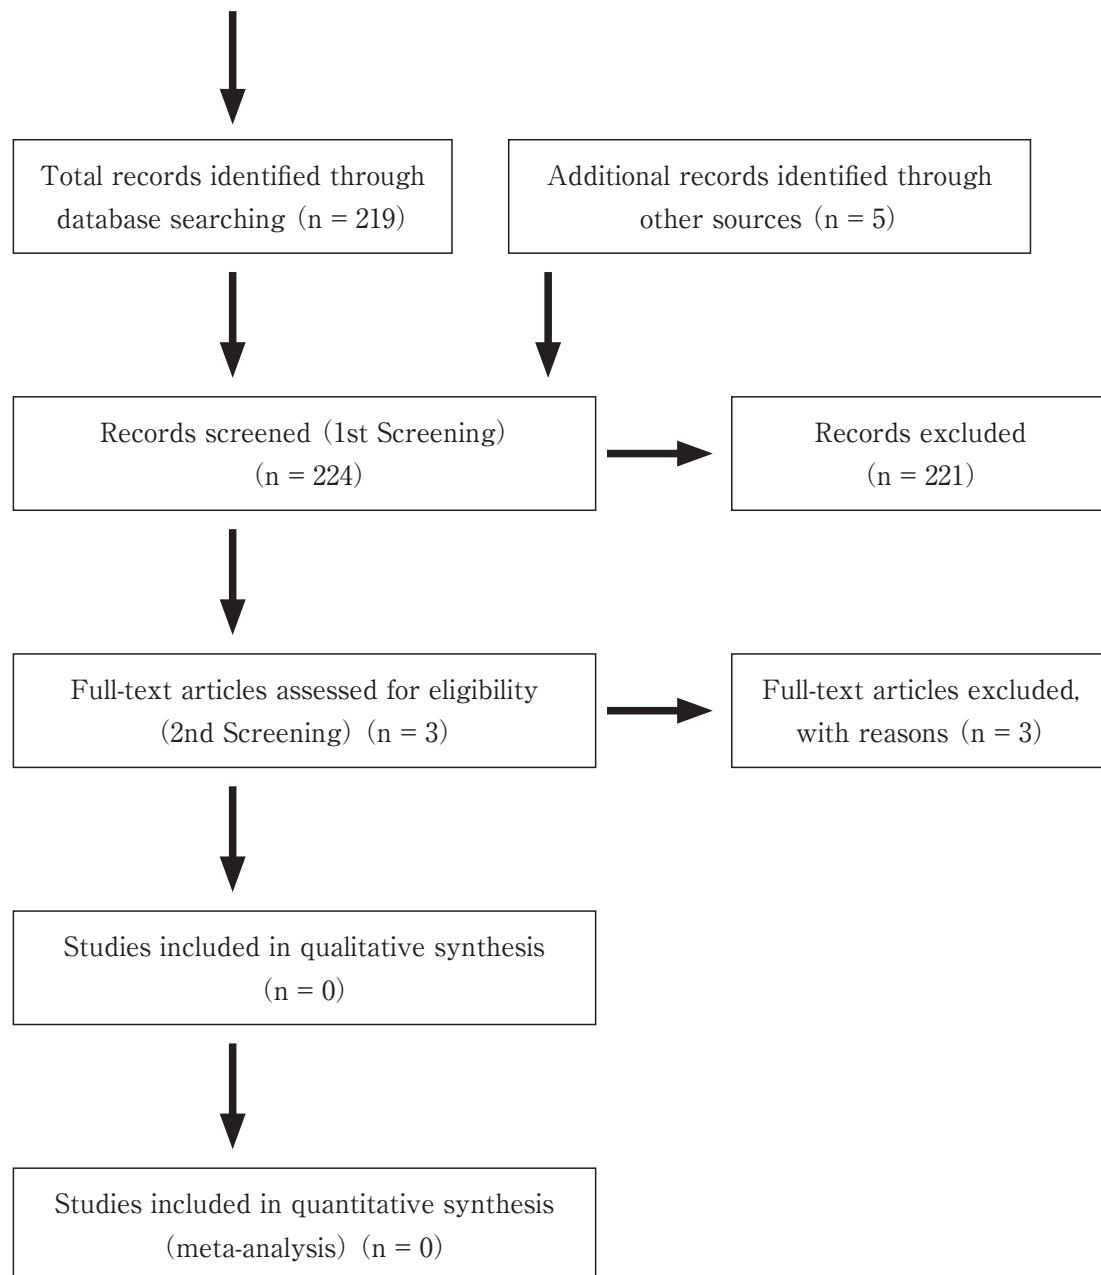 Total records identified through
database searching (n = 219)
Additional records identified through
other sources (n = 5)
Records screened (1st Screening)
(n = 224)
Records excluded
(n = 221)
Full-text articles assessed for eligibility
(2nd Screening) (n = 3)
Full-text articles excluded,
with reasons (n = 3)
Studies included in qualitative synthesis
(n = 0)
Studies included in quantitative synthesis
(meta-analysis) (n = 0)